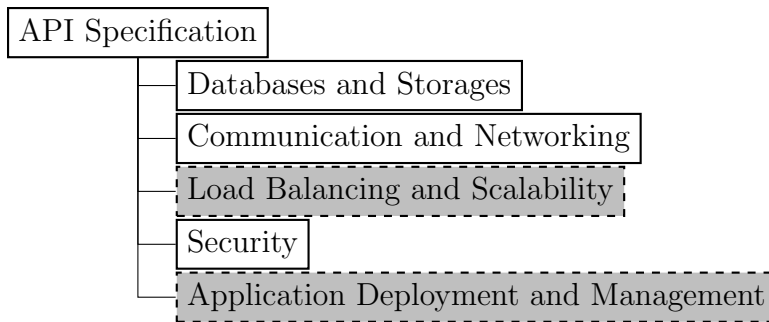 API Specification
Databases and Storages
Communication and Networking
Load Balancing and Scalability
Security
Application Deployment and Management